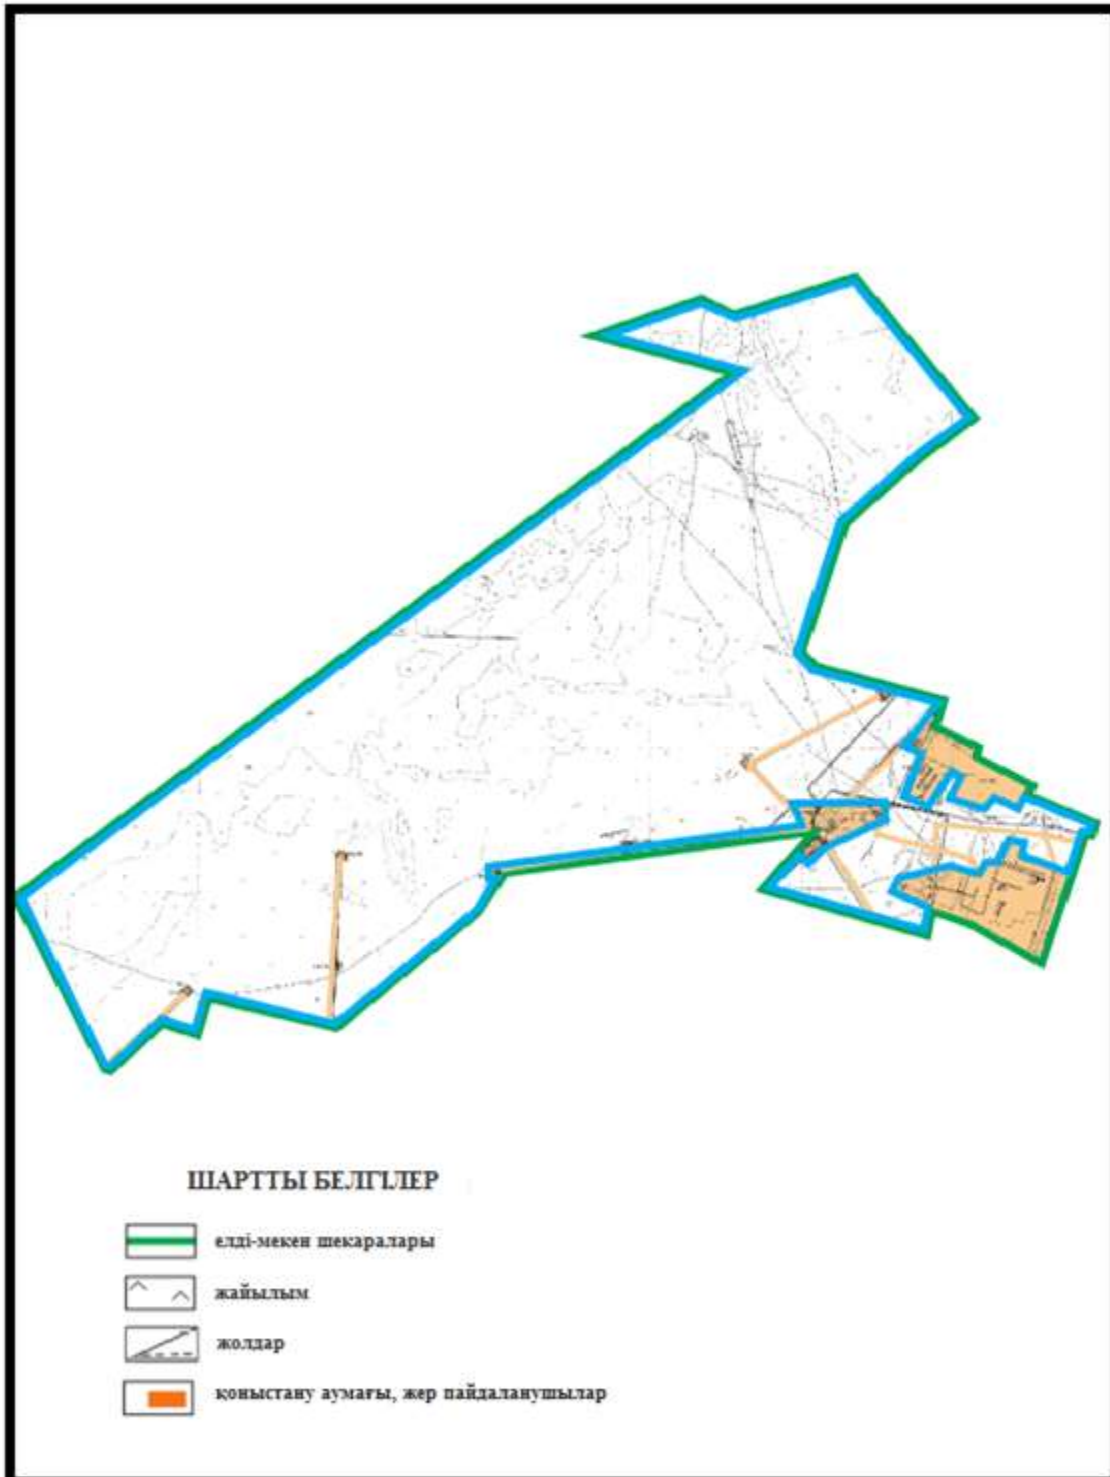 ШАРТТЫ БЕЛГІЛЕР
елді-мекен шекаралары
жайылым
жолдар
қоныстану аумағы, жер пайдаланушылар